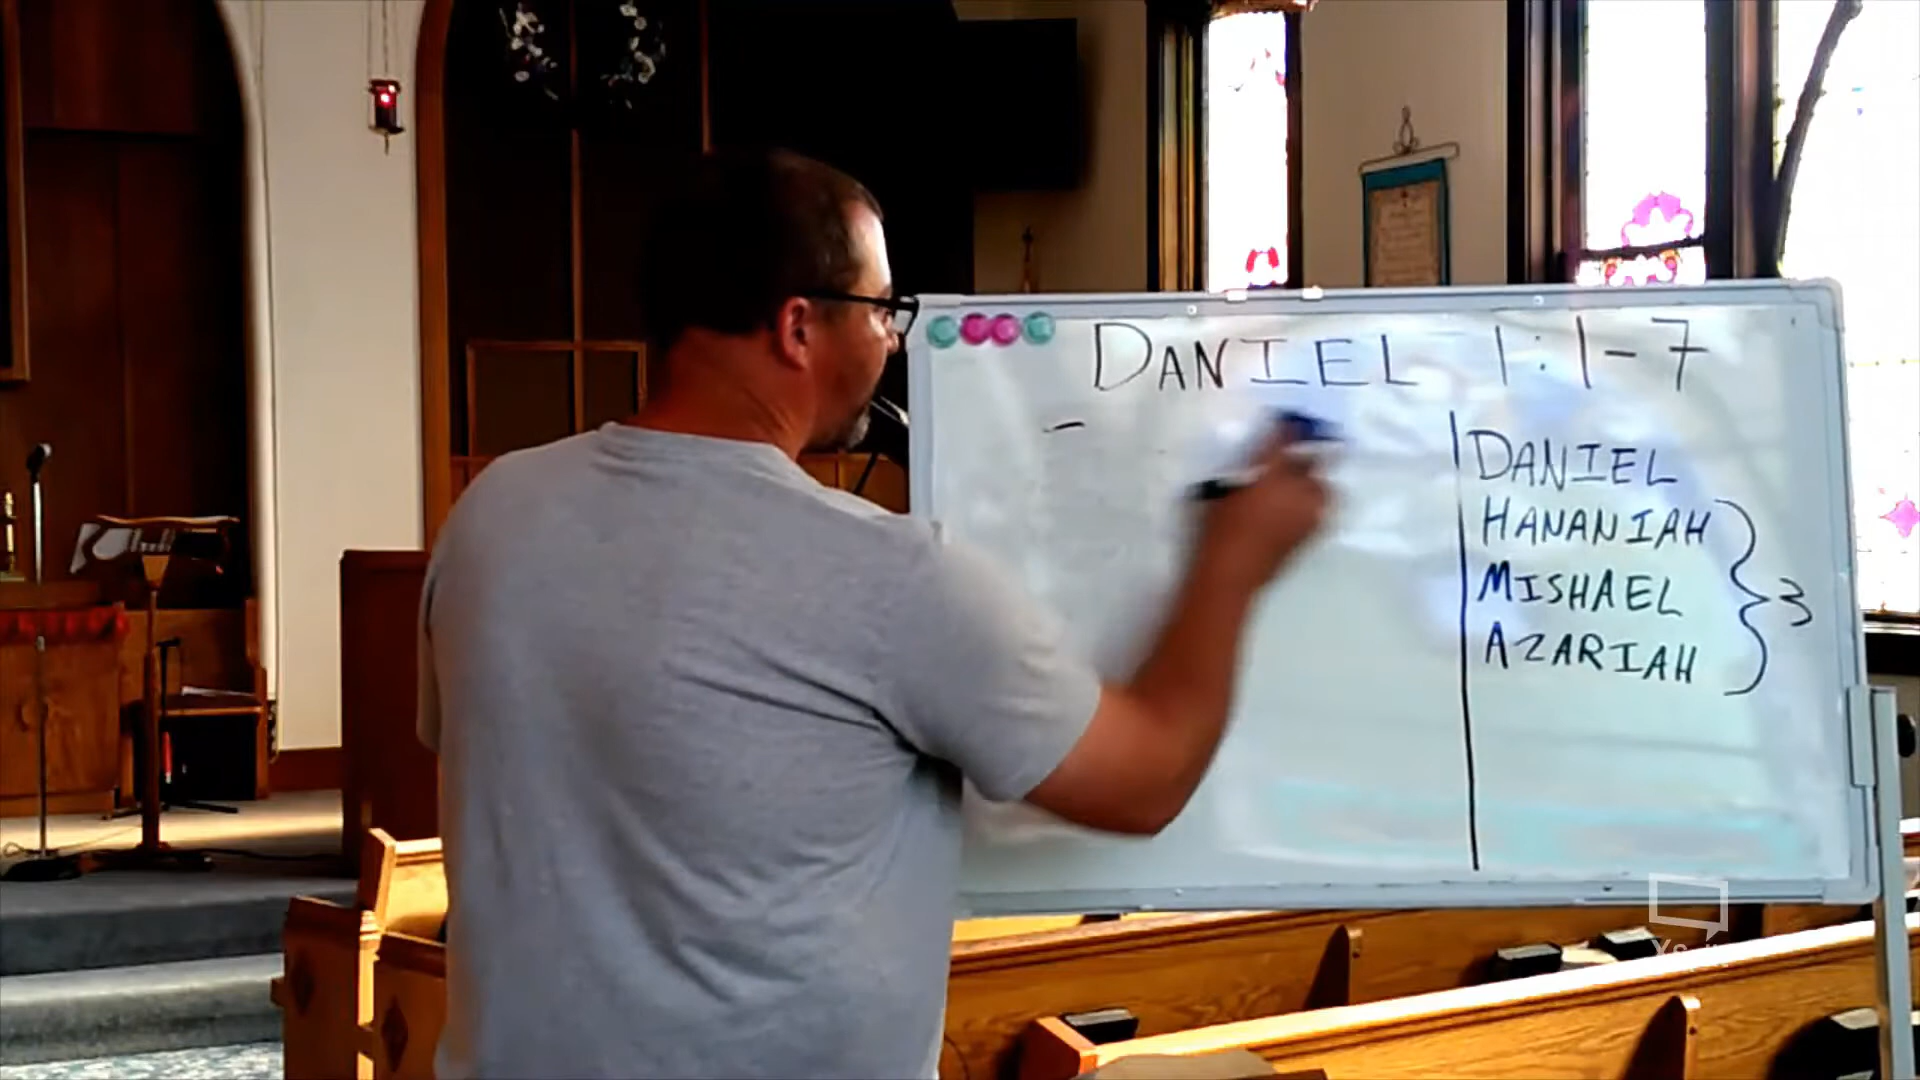 DANIEL 1:1-7
-
DANIEL
HANANIAH
MISHAEL
AZARIAH
3